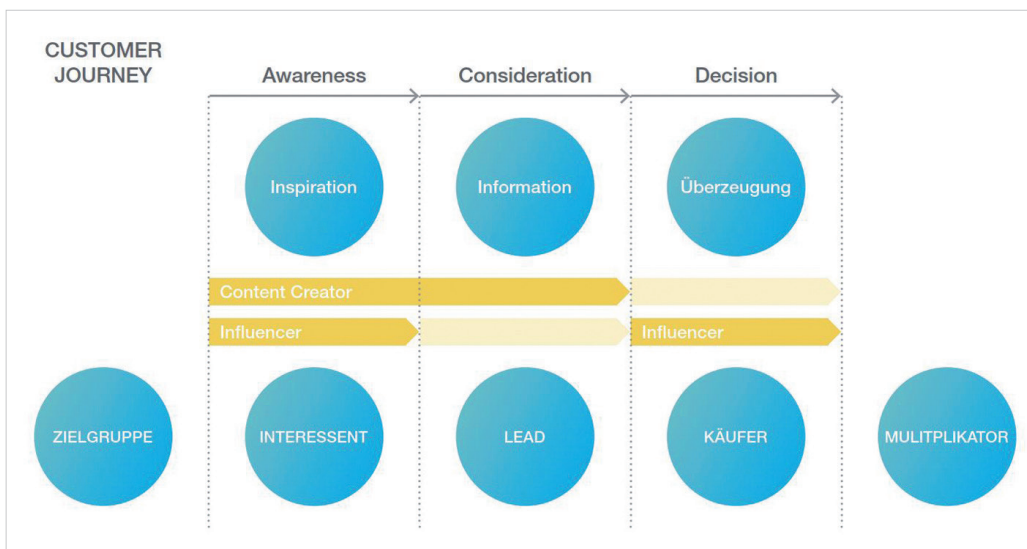 CUSTOMER
JOURNEY
Awareness
Consideration
Decision
Inspiration
Information
Überzeugung
Content Creator
Influencer
Influencer
ZIELGRUPPE
INTERESSENT
LEAD
KÄUFER
MULITPLIKATOR